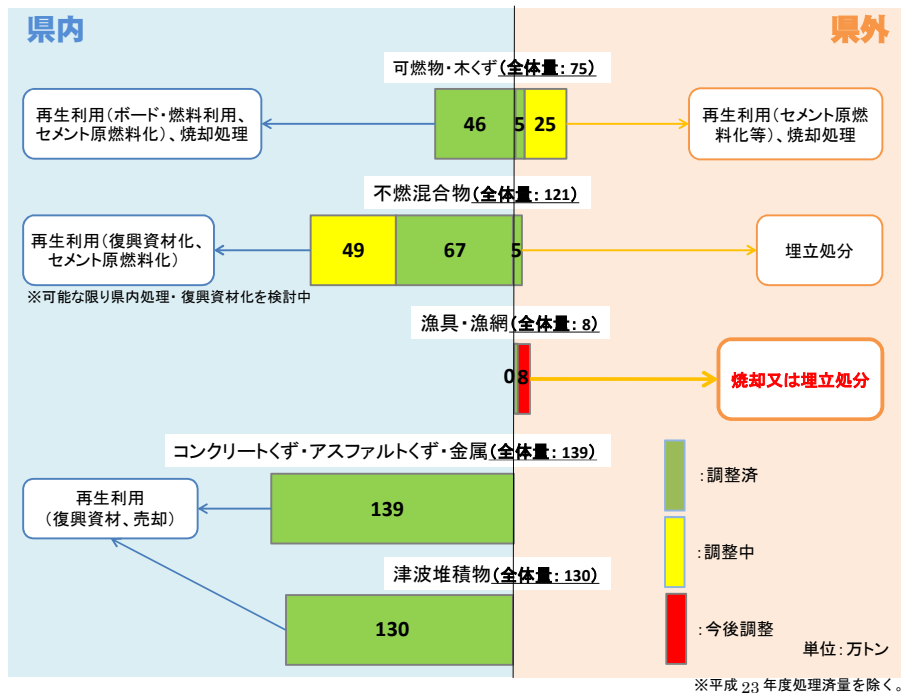 県内
県外
可燃物・木くず(全体量：75)
再生利用(ボード・燃料利用、
セメント原燃料化)、焼却処理
46
5
25
再生利用(セメント原燃
料化等)、焼却処理
不燃混合物(全体量：121)
再生利用(復興資材化、
セメント原燃料化)
49
67
5
埋立処分
※可能な限り県内処理・復興資材化を検討中
漁具・漁網(全体量：8)
0
8
焼却又は埋立処分
コンクリートくず・アスファルトくず・金属(全体量：139)
再生利用
(復興資材、売却)
139
:調整済
:調整中
津波堆積物(全体量：130)
130
:今後調整
単位：万トン
※平成 23 年度処理済量を除く。